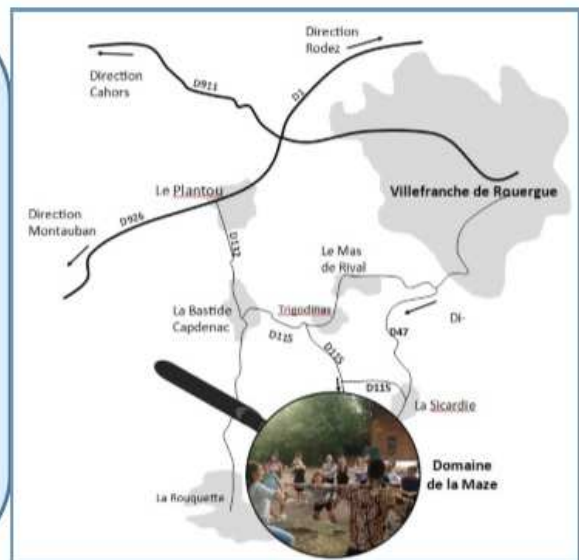 Direction
Rodez
Direction
Cahors
D911
D1
Le Plantou
Villefranche de Rouergue
Direction
Montauban
D926
D132
Le Mas
de Rival
La Bastide
Capdenac
Trigodinas
Di-
D115
D115
D47
D115
La Sicardie
Domaine
de la Maze
La Rouquette